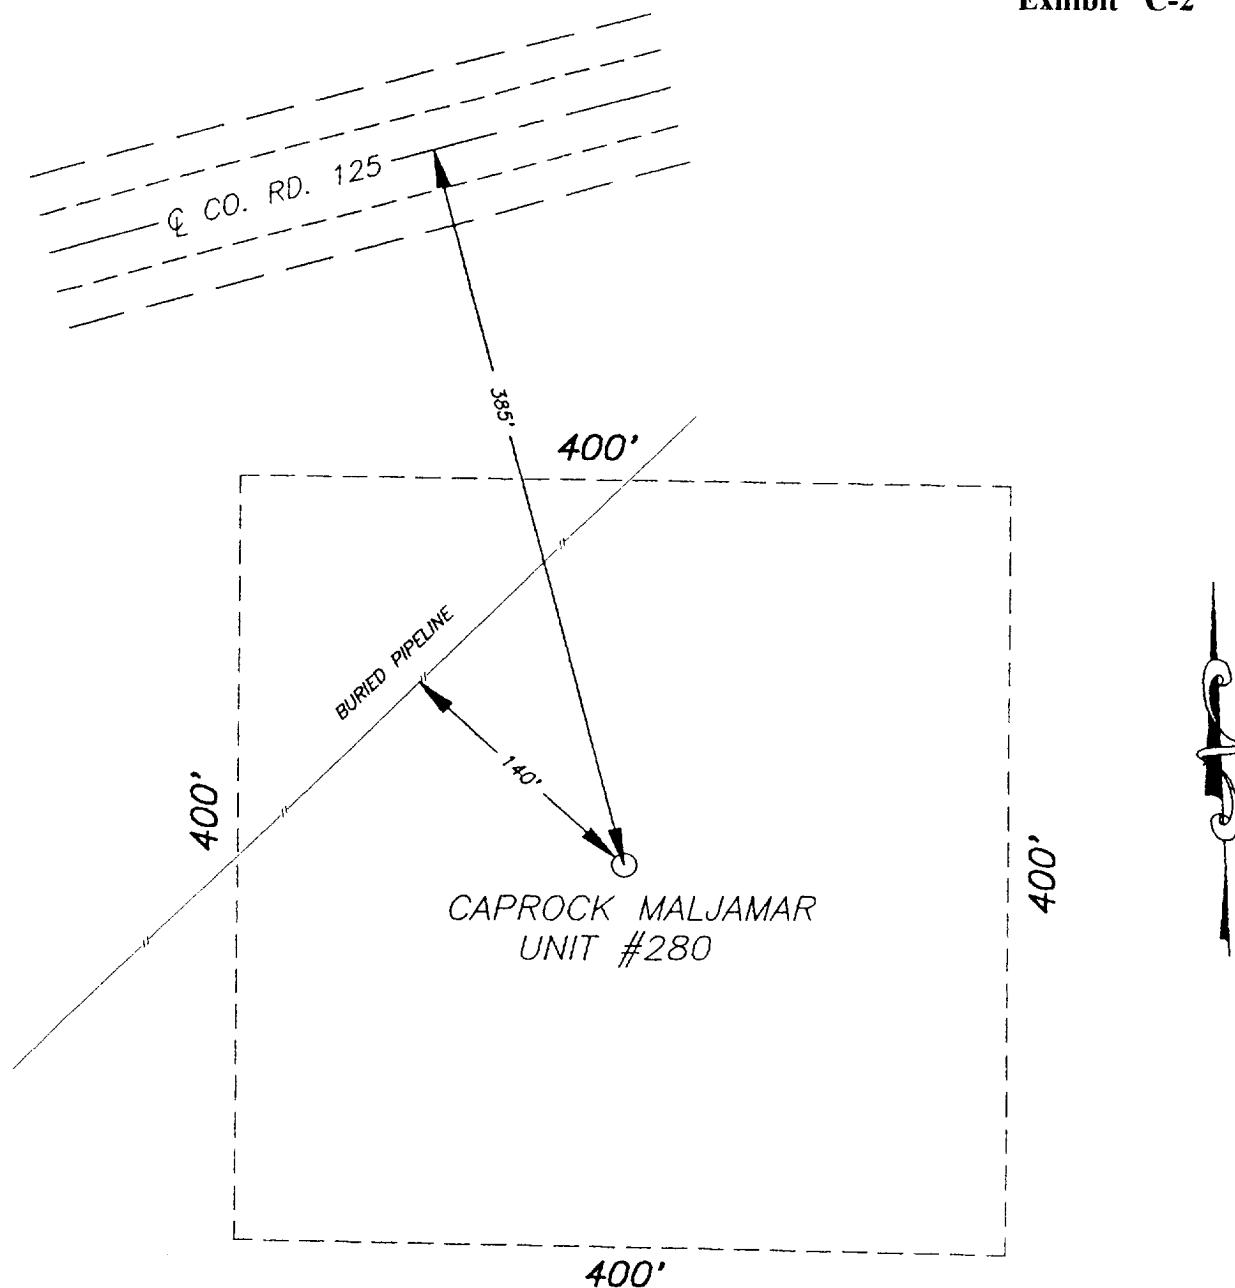 Exhibit C-2
℄ CO. RD. 125
385'
400'
BURIED PIPELINE
140'
400'
400'
CAPROCK MALJAMAR
UNIT #280
400'